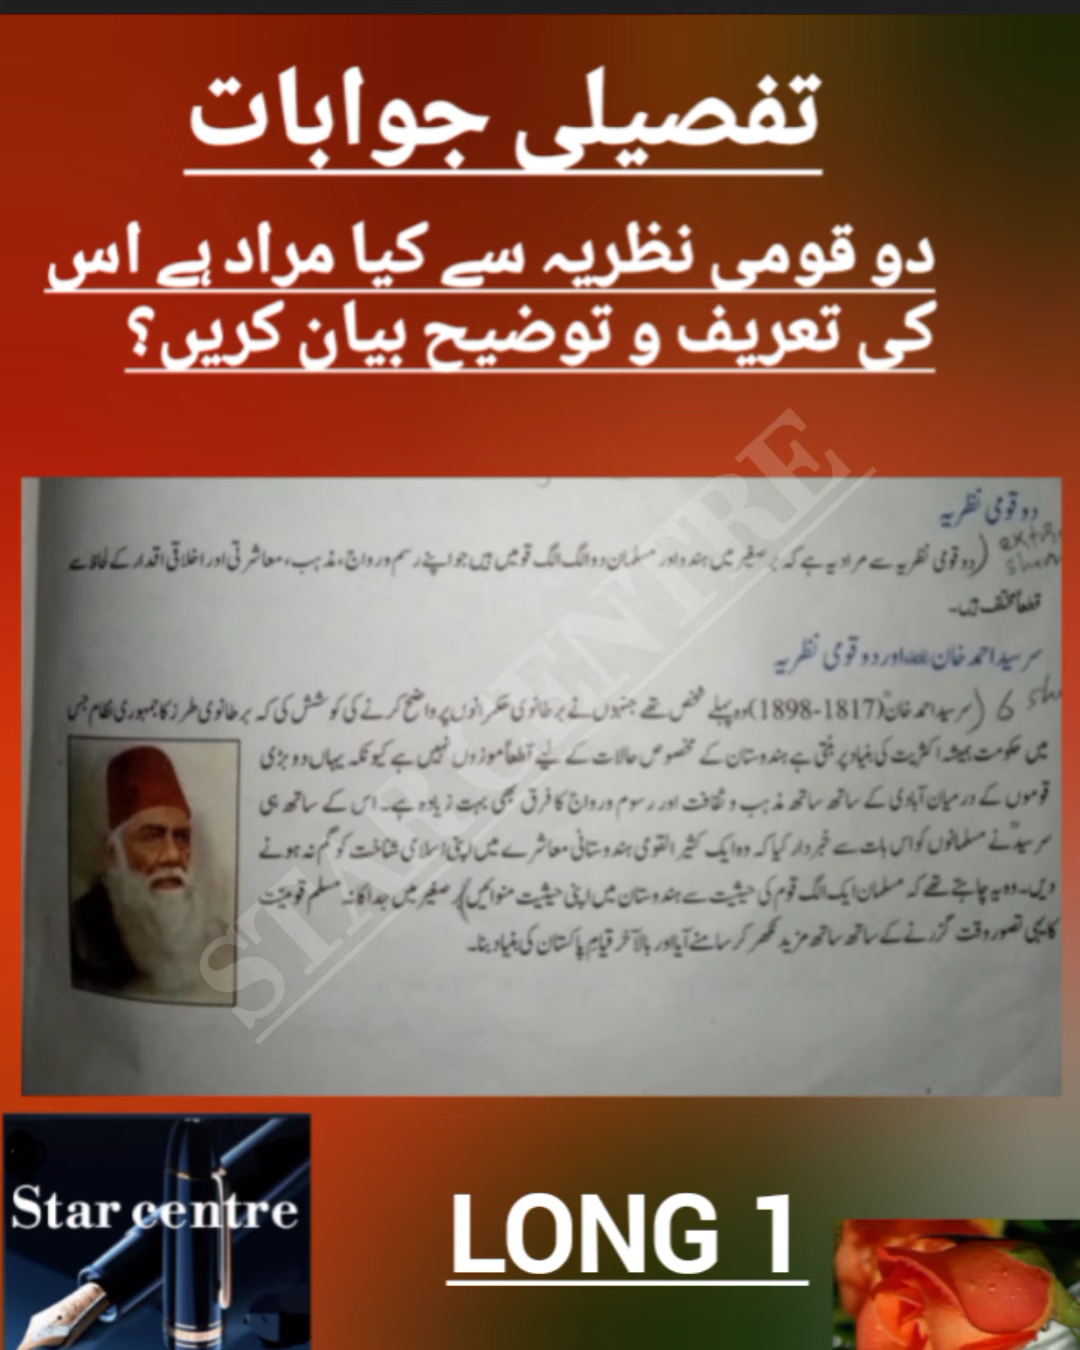 تفصیلی جوابات
دو قومی نظریہ سے کیا مراد ہے اس
کی تعریف و توضیح بیان کریں؟
دو قومی نظریہ
(دو قومی نظریہ سے مراد یہ ہے کہ برصغیر میں ہندو اور مسلمان دو الگ الگ قومیں ہیں جو اپنے رسم و رواج، مذہب، معاشرتی اور اخلاقی اقدار کے لحاظ سے
قطعاً مختلف ہیں۔
سر سید احمد خان اور دو قومی نظریہ
6 (سر سید احمد خان (1817-1898) وہ پہلے شخص تھے جنہوں نے برطانوی حکمرانوں پر واضح کرنے کی کوشش کی کہ برطانوی طرز کا جمہوری نظام جس
میں حکومت ہمیشہ اکثریت کی بنیاد پر بنتی ہے ہندوستان کے مخصوص حالات کے لیے قطعاً موزوں نہیں ہے کیونکہ یہاں دو بڑی
قوموں کے درمیان آبادی کے ساتھ ساتھ مذہب و ثقافت اور رسوم و رواج کا فرق بھی بہت زیادہ ہے۔ اس کے ساتھ ہی
سر سیدؒ نے مسلمانوں کو اس بات سے خبردار کیا کہ وہ ایک کثیر القومی ہندوستانی معاشرے میں اپنی اسلامی شناخت کو گم نہ ہونے
دیں۔ وہ یہ چاہتے تھے کہ مسلمان ایک الگ قوم کی حیثیت سے ہندوستان میں اپنی حیثیت منوائیں) برصغیر میں جداگانہ مسلم قومیت
کا یہی تصور وقت گزرنے کے ساتھ ساتھ مزید نکھر کر سامنے آیا اور بالآخر قیامِ پاکستان کی بنیاد بنا۔
STAR CENTRE
Star centre
LONG 1